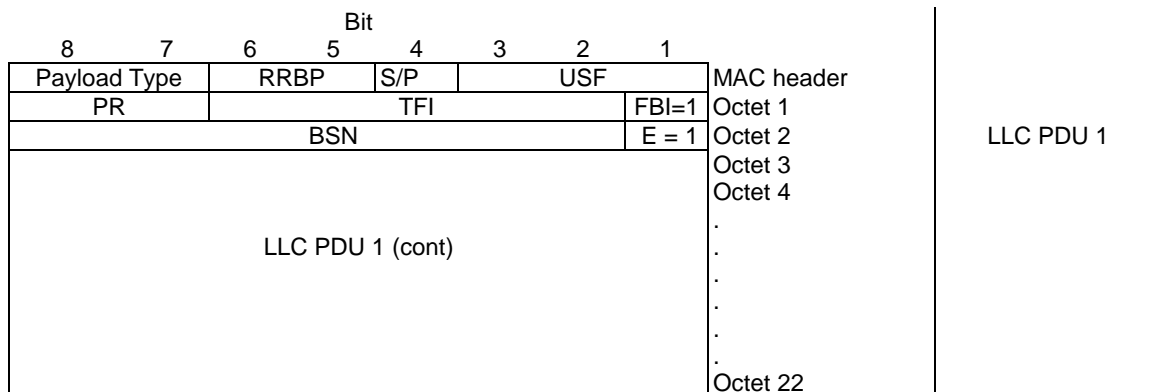 Bit
8 7 6 5 4 3 2 1
Payload Type RRBP S/P USF MAC header
PR TFI FBI=1 Octet 1
BSN E = 1 Octet 2 LLC PDU 1
Octet 3
Octet 4
.
LLC PDU 1 (cont) .
.
.
.
.
Octet 22